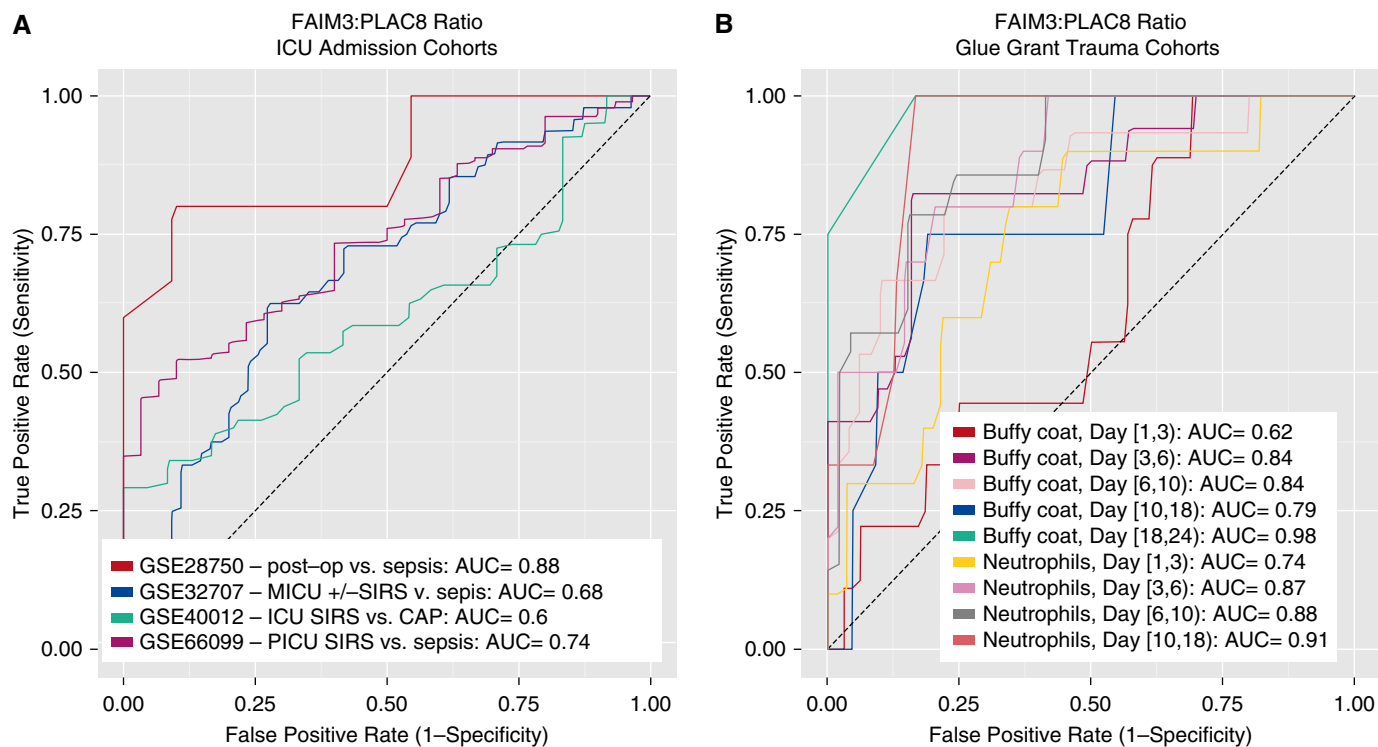 A
FAIM3:PLAC8 Ratio
ICU Admission Cohorts
True Positive Rate (Sensitivity)
1.00
0.75
0.50
0.25
0.00
GSE28750 – post–op vs. sepsis: AUC= 0.88
GSE32707 – MICU +/–SIRS v. sepis: AUC= 0.68
GSE40012 – ICU SIRS vs. CAP: AUC= 0.6
GSE66099 – PICU SIRS vs. sepsis: AUC= 0.74
0.00 0.25 0.50 0.75 1.00
False Positive Rate (1–Specificity)
B
FAIM3:PLAC8 Ratio
Glue Grant Trauma Cohorts
True Positive Rate (Sensitivity)
1.00
0.75
0.50
0.25
0.00
Buffy coat, Day [1,3): AUC= 0.62
Buffy coat, Day [3,6): AUC= 0.84
Buffy coat, Day [6,10): AUC= 0.84
Buffy coat, Day [10,18): AUC= 0.79
Buffy coat, Day [18,24): AUC= 0.98
Neutrophils, Day [1,3): AUC= 0.74
Neutrophils, Day [3,6): AUC= 0.87
Neutrophils, Day [6,10): AUC= 0.88
Neutrophils, Day [10,18): AUC= 0.91
0.00 0.25 0.50 0.75 1.00
False Positive Rate (1–Specificity)